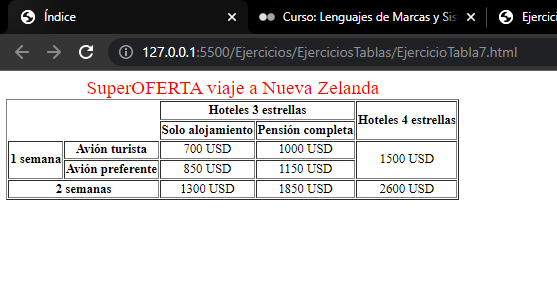 Índice
Curso: Lenguajes de Marcas y Sis
Ejercici
127.0.0.1:5500/Ejercicios/EjerciciosTablas/EjercicioTabla7.html
SuperOFERTA viaje a Nueva Zelanda
Hoteles 3 estrellas Hoteles 4 estrellas
Solo alojamiento Pensión completa
1 semana Avión turista 700 USD 1000 USD 1500 USD
Avión preferente 850 USD 1150 USD
2 semanas 1300 USD 1850 USD 2600 USD